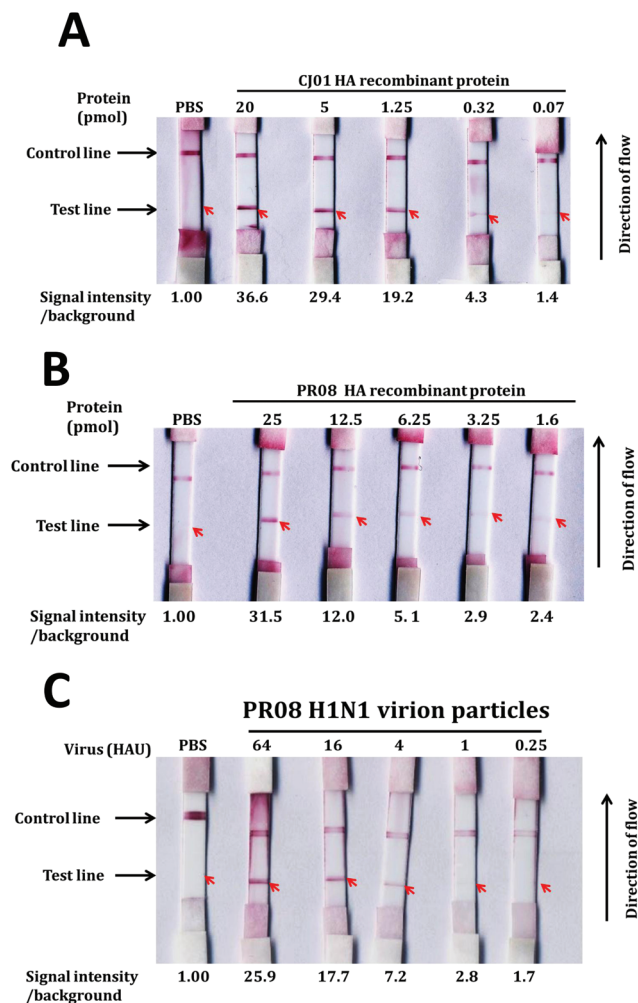 A
CJ01 HA recombinant protein
Protein (pmol) PBS 20 5 1.25 0.32 0.07
Control line
Test line
Direction of flow
Signal intensity /background 1.00 36.6 29.4 19.2 4.3 1.4
B
PR08 HA recombinant protein
Protein (pmol) PBS 25 12.5 6.25 3.25 1.6
Control line
Test line
Direction of flow
Signal intensity /background 1.00 31.5 12.0 5. 1 2.9 2.4
C
PR08 H1N1 virion particles
Virus (HAU) PBS 64 16 4 1 0.25
Control line
Test line
Direction of flow
Signal intensity /background 1.00 25.9 17.7 7.2 2.8 1.7